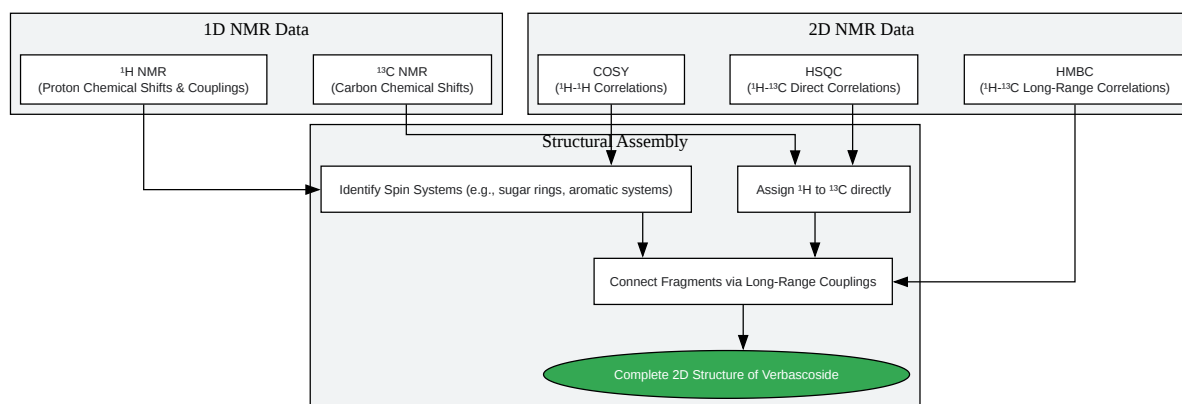 1D NMR Data
2D NMR Data
¹H NMR
(Proton Chemical Shifts & Couplings)
¹³C NMR
(Carbon Chemical Shifts)
COSY
(¹H-¹H Correlations)
HSQC
(¹H-¹³C Direct Correlations)
HMBC
(¹H-¹³C Long-Range Correlations)
Structural Assembly
Identify Spin Systems (e.g., sugar rings, aromatic systems)
Assign ¹H to ¹³C directly
Connect Fragments via Long-Range Couplings
Complete 2D Structure of Verbascoside